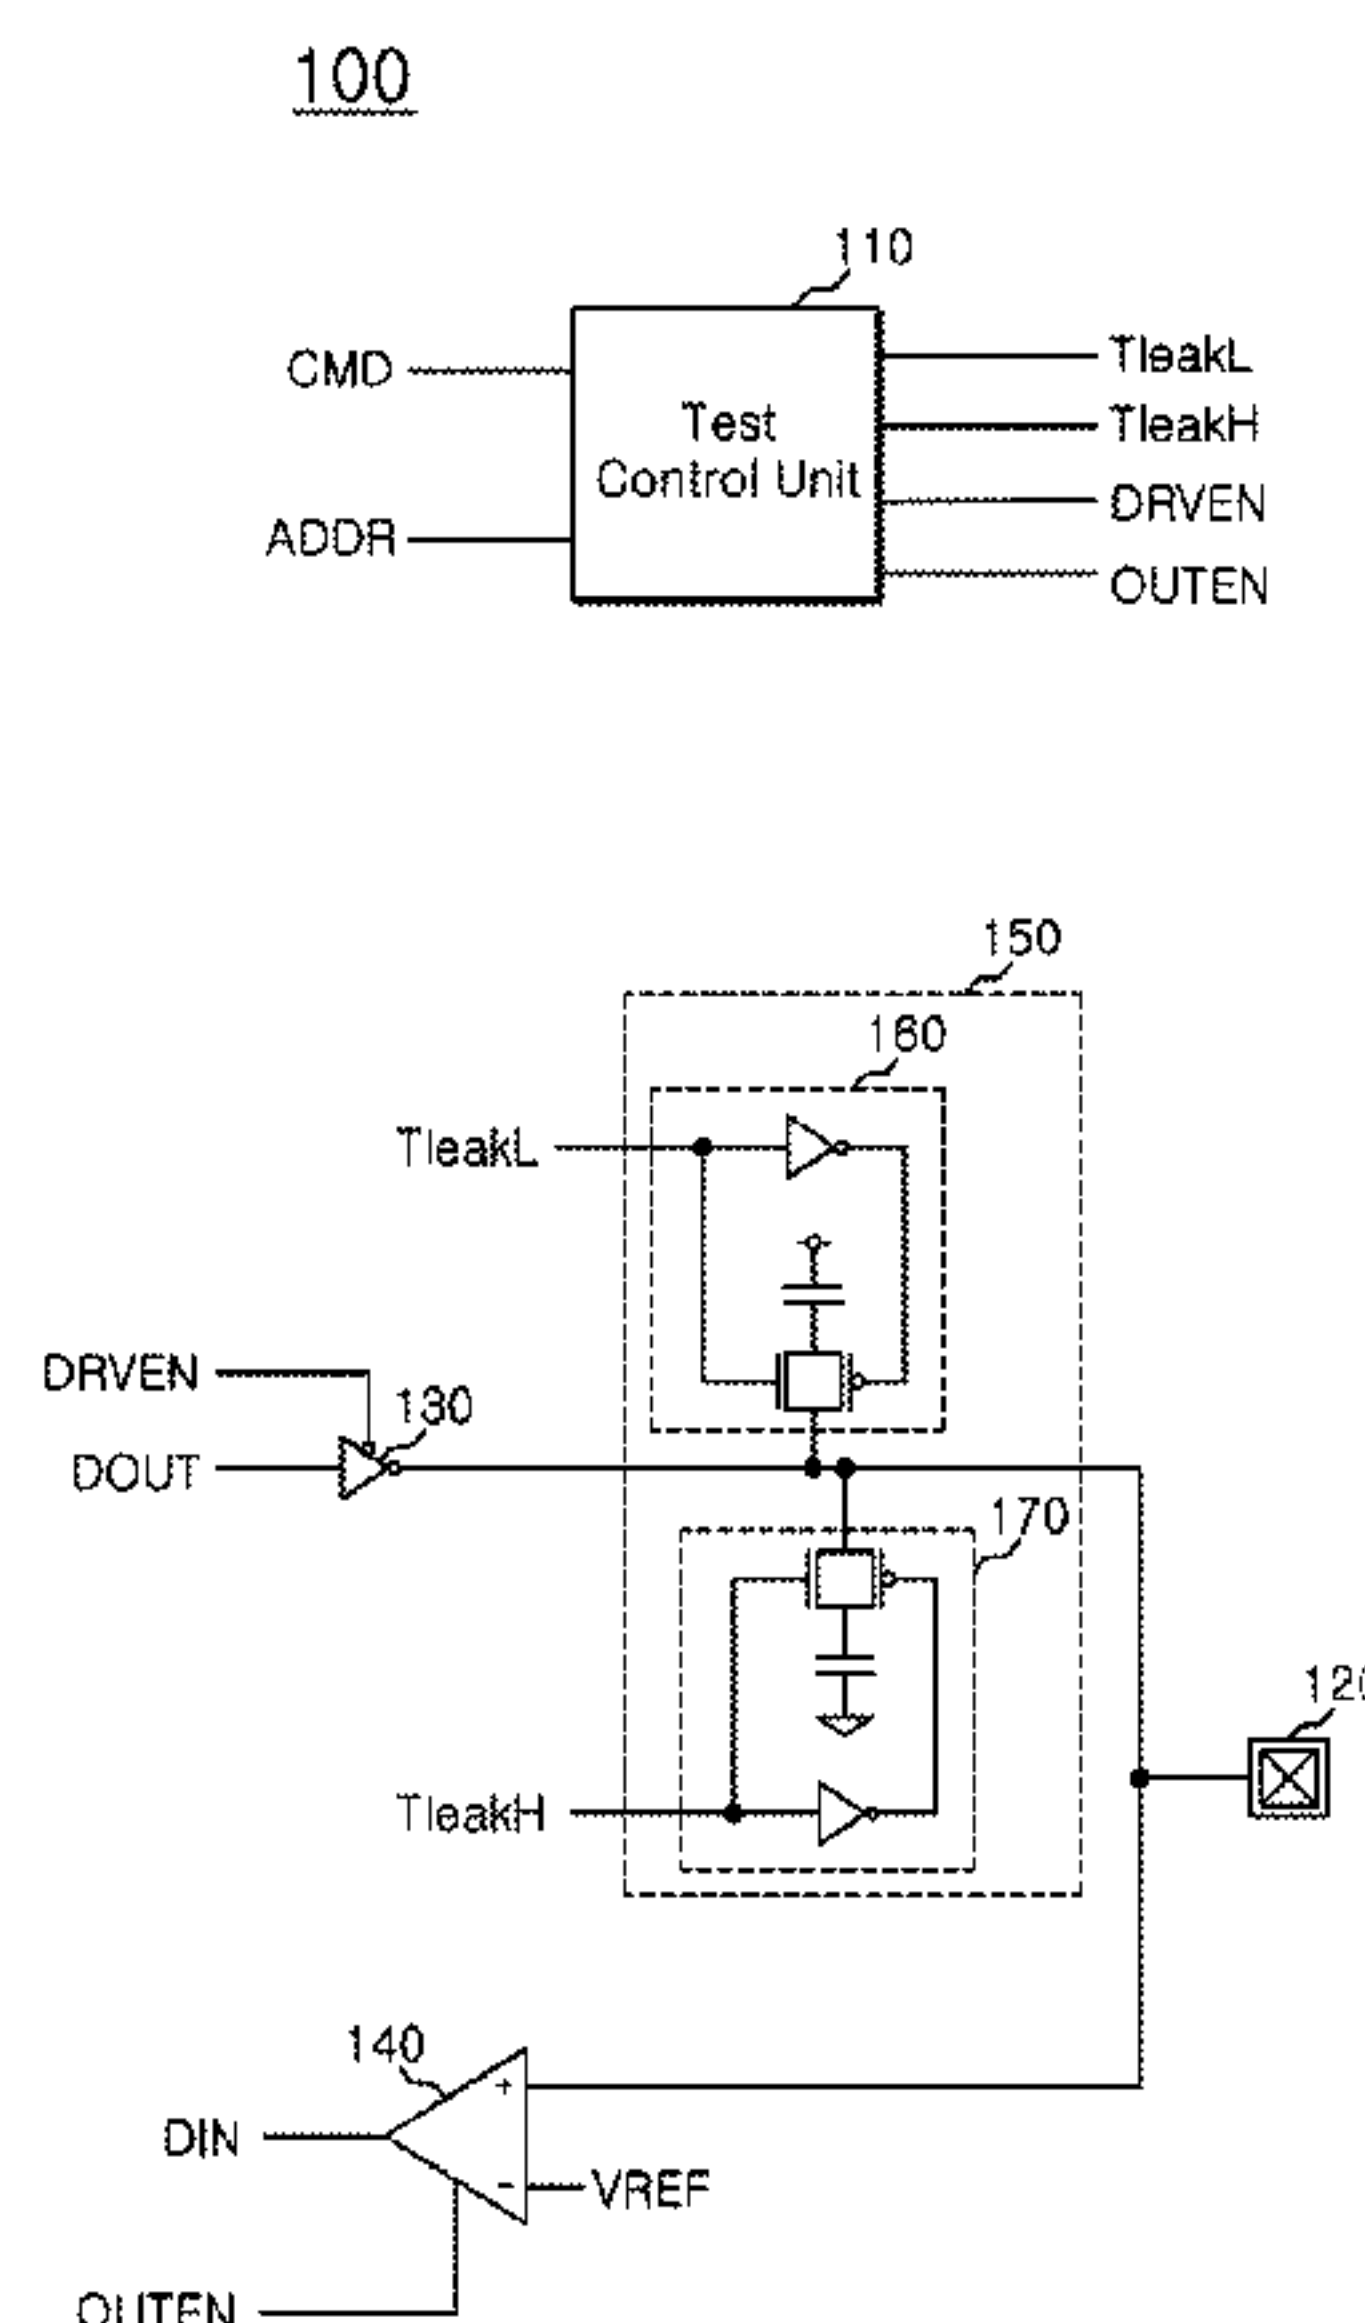 100
110
CMD
ADDR
Test
Control Unit
TleakL
TleakH
DRVEN
OUTEN
150
160
TleakL
DRVEN
130
DOUT
170
TleakH
140
+
DIN
-
VREF
OUTEN